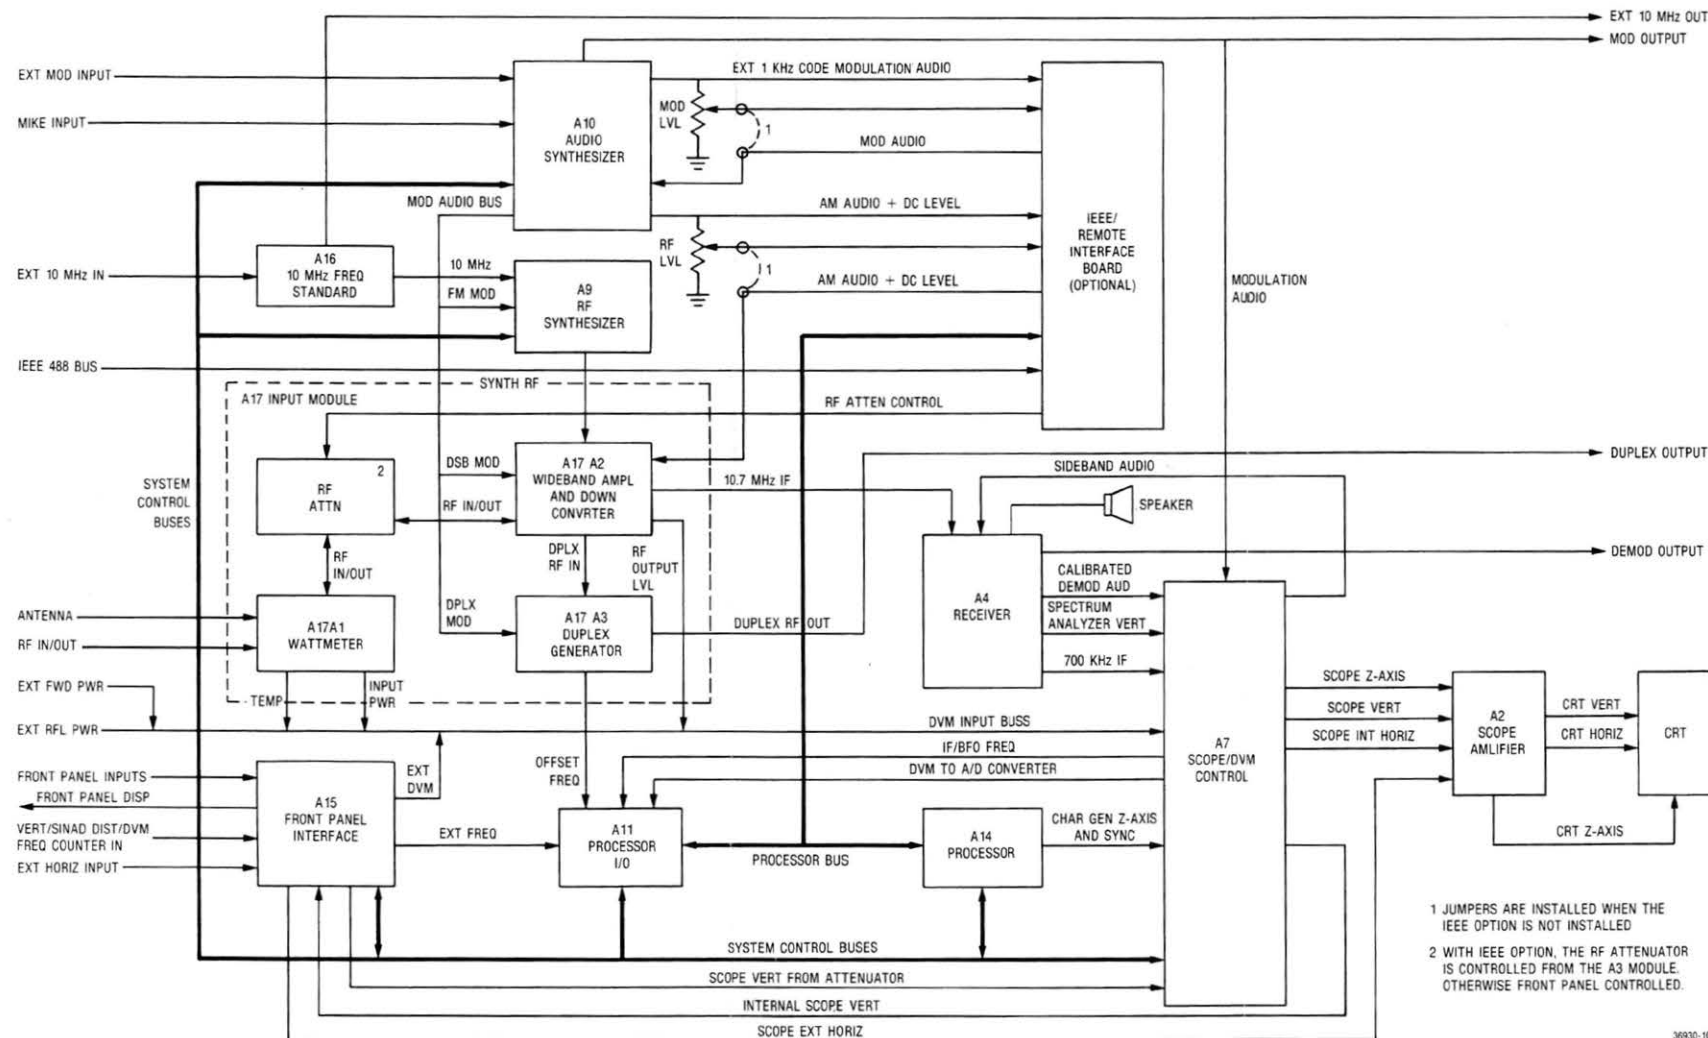 EXT 10 MHz OUT
MOD OUTPUT
EXT MOD INPUT
MIKE INPUT
A10
AUDIO
SYNTHESIZER
EXT 1 KHz CODE MODULATION AUDIO
MOD
LVL
1
MOD AUDIO
MOD AUDIO BUS
AM AUDIO + DC LEVEL
RF
LVL
1
AM AUDIO + DC LEVEL
IEEE/
REMOTE
INTERFACE
BOARD
(OPTIONAL)
MODULATION
AUDIO
EXT 10 MHz IN
A16
10 MHz FREQ
STANDARD
10 MHz
FM MOD
A9
RF
SYNTHESIZER
IEEE 488 BUS
SYNTH RF
A17 INPUT MODULE
RF ATTEN CONTROL
SYSTEM
CONTROL
BUSES
2
RF
ATTN
DSB MOD
RF IN/OUT
A17 A2
WIDEBAND AMPL
AND DOWN
CONVRTER
10.7 MHz IF
SIDEBAND AUDIO
SPEAKER
DUPLEX OUTPUT
DEMOD OUTPUT
RF
IN/OUT
DPLX
RF IN
RF
OUTPUT
LVL
ANTENNA
RF IN/OUT
A17A1
WATTMETER
DPLX
MOD
A17 A3
DUPLEX
GENERATOR
DUPLEX RF OUT
A4
RECEIVER
CALIBRATED
DEMOD AUD
SPECTRUM
ANALYZER VERT
700 KHz IF
EXT FWD PWR
TEMP
INPUT
PWR
EXT RFL PWR
DVM INPUT BUSS
IF/BFO FREQ
DVM TO A/D CONVERTER
A7
SCOPE/DVM
CONTROL
SCOPE Z-AXIS
SCOPE VERT
SCOPE INT HORIZ
A2
SCOPE
AMLIFIER
CRT VERT
CRT HORIZ
CRT
CRT Z-AXIS
FRONT PANEL INPUTS
FRONT PANEL DISP
VERT/SINAD DIST/DVM
FREQ COUNTER IN
EXT HORIZ INPUT
A15
FRONT PANEL
INTERFACE
EXT
DVM
OFFSET
FREQ
EXT FREQ
A11
PROCESSOR
I/O
PROCESSOR BUS
A14
PROCESSOR
CHAR GEN Z-AXIS
AND SYNC
SYSTEM CONTROL BUSES
SCOPE VERT FROM ATTENUATOR
INTERNAL SCOPE VERT
SCOPE EXT HORIZ
1 JUMPERS ARE INSTALLED WHEN THE
IEEE OPTION IS NOT INSTALLED
2 WITH IEEE OPTION, THE RF ATTENUATOR
IS CONTROLLED FROM THE A3 MODULE.
OTHERWISE FRONT PANEL CONTROLLED.